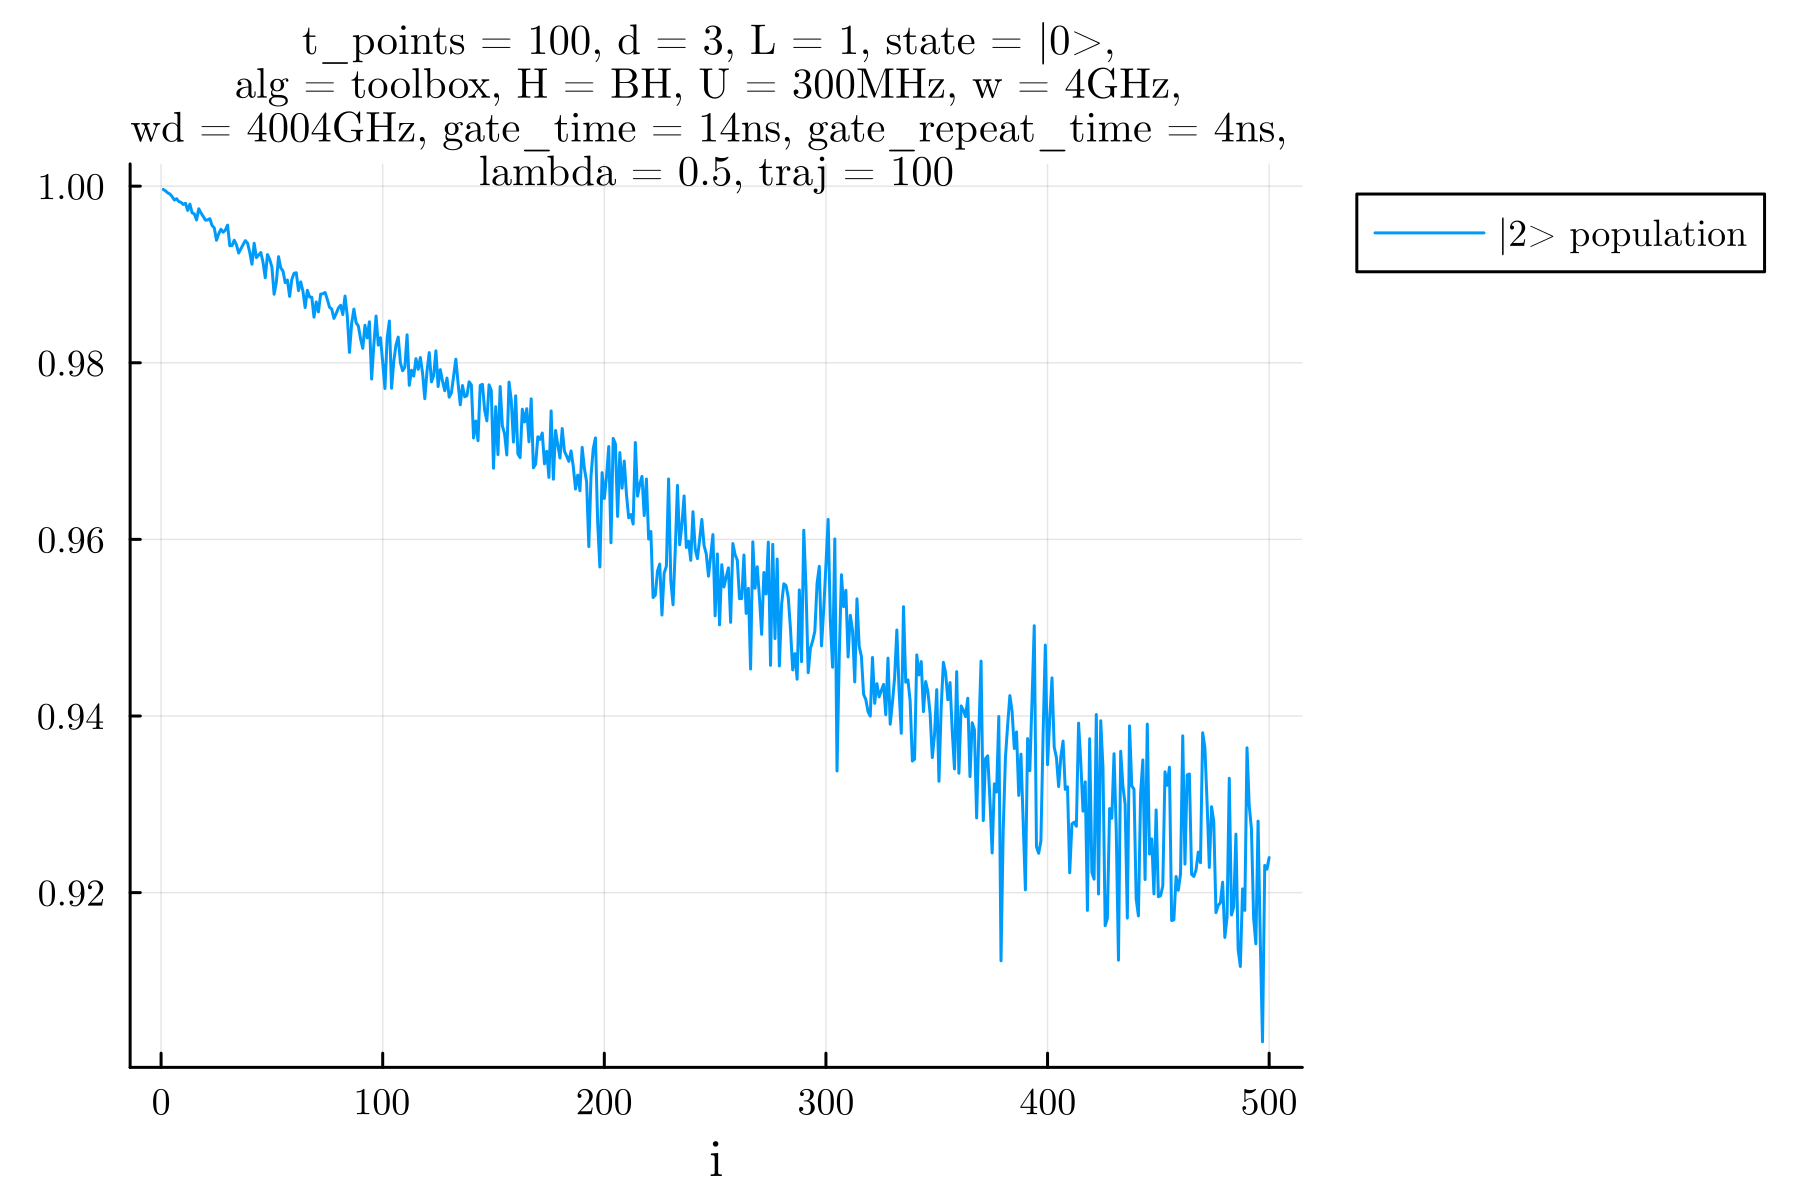 t_points = 100, d = 3, L = 1, state = |0>,
alg = toolbox, H = BH, U = 300MHz, w = 4GHz,
wd = 4004GHz, gate_time = 14ns, gate_repeat_time = 4ns,
lambda = 0.5, traj = 100
1.00
0.98
0.96
0.94
0.92
|2> population
0 100 200 300 400 500
i